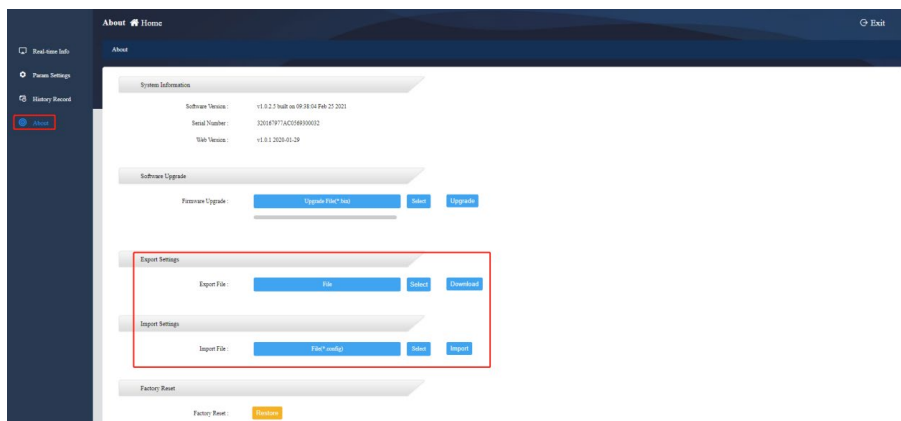 About Home
Exit
Real-time Info
About
Param Settings
History Record
About
System Information
Software Version : v1.0.2.5 built on 09:38:04 Feb 25 2021
Serial Number : 320167977AC0569300032
Web Version : v1.0.1 2020-01-29
Software Upgrade
Firmware Upgrade : Upgrade File(*.bin) Select Upgrade
Export Settings
Export File : File Select Download
Import Settings
Import File : File(*.config) Select Import
Factory Reset
Factory Reset : Restore